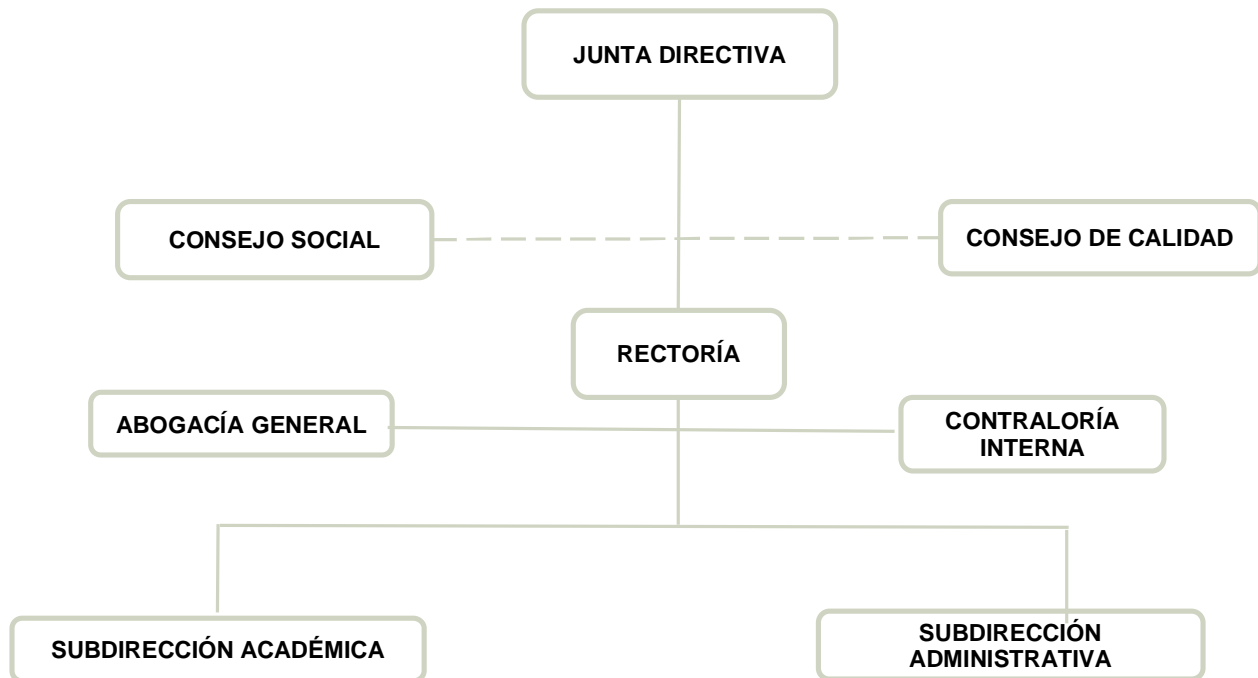 JUNTA DIRECTIVA
CONSEJO SOCIAL
CONSEJO DE CALIDAD
RECTORÍA
ABOGACÍA GENERAL
CONTRALORÍA
INTERNA
SUBDIRECCIÓN ACADÉMICA
SUBDIRECCIÓN
ADMINISTRATIVA